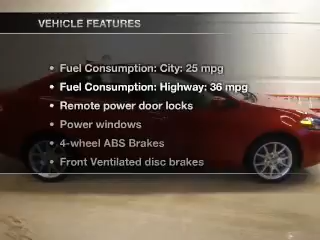 VEHICLE FEATURES
• Fuel Consumption: City: 25 mpg
• Fuel Consumption: Highway: 36 mpg
• Remote power door locks
• Power windows
• 4-wheel ABS Brakes
• Front Ventilated disc brakes